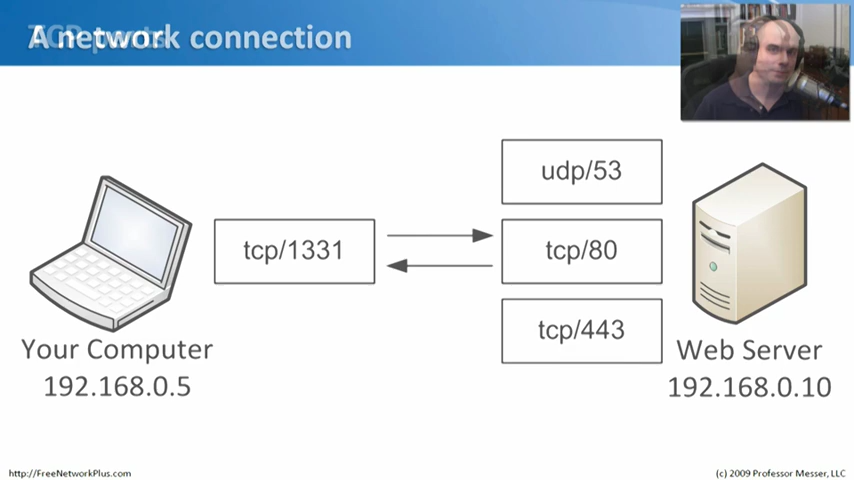 A network connection
udp/53
tcp/1331
tcp/80
tcp/443
Your Computer
192.168.0.5
Web Server
192.168.0.10
http://FreeNetworkPlus.com
(c) 2009 Professor Messer, LLC